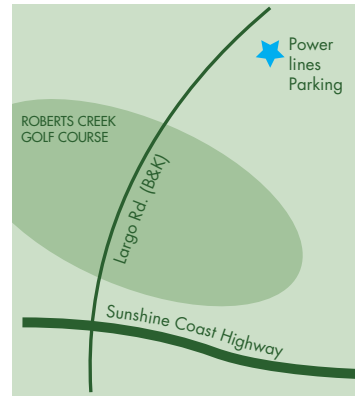 Power
lines
Parking
ROBERTS CREEK
GOLF COURSE
Largo Rd. (B&K)
Sunshine Coast Highway